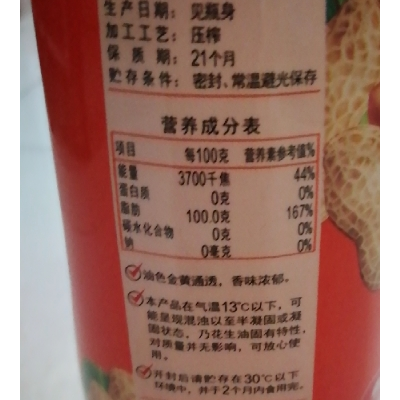 生产日期: 见瓶身
加工工艺: 压榨
保 质 期: 21个月
贮存条件: 密封、常温避光保存
营养成分表
项目 每100克 营养素参考值%
能量 3700千焦 44%
蛋白质 0克 0%
脂肪 100.0克 167%
碳水化合物 0克 0%
钠 0毫克 0%
油色金黄通透，香味浓郁。
本产品在气温13℃以下，可
能呈现混浊以至半凝固或凝
固状态，乃花生油固有特性，
对质量并无影响，可放心使
用。
开封后请贮存在30℃以下
环境中，并于2个月内食用完。